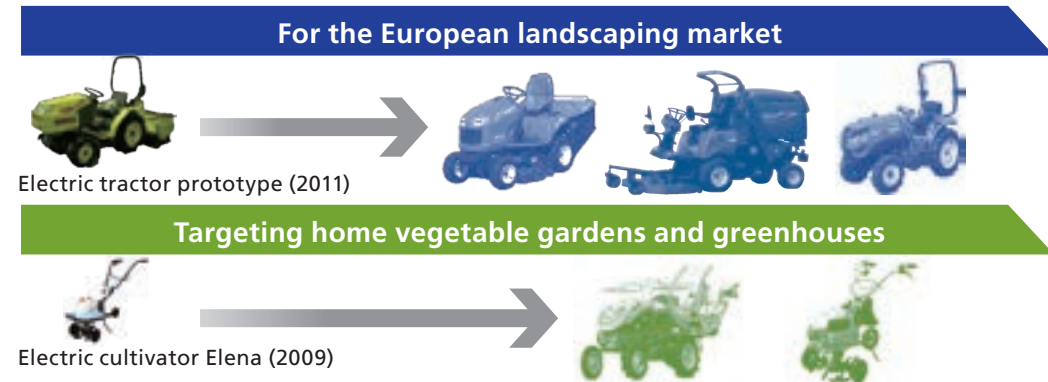 For the European landscaping market
Electric tractor prototype (2011)
Targeting home vegetable gardens and greenhouses
Electric cultivator Elena (2009)